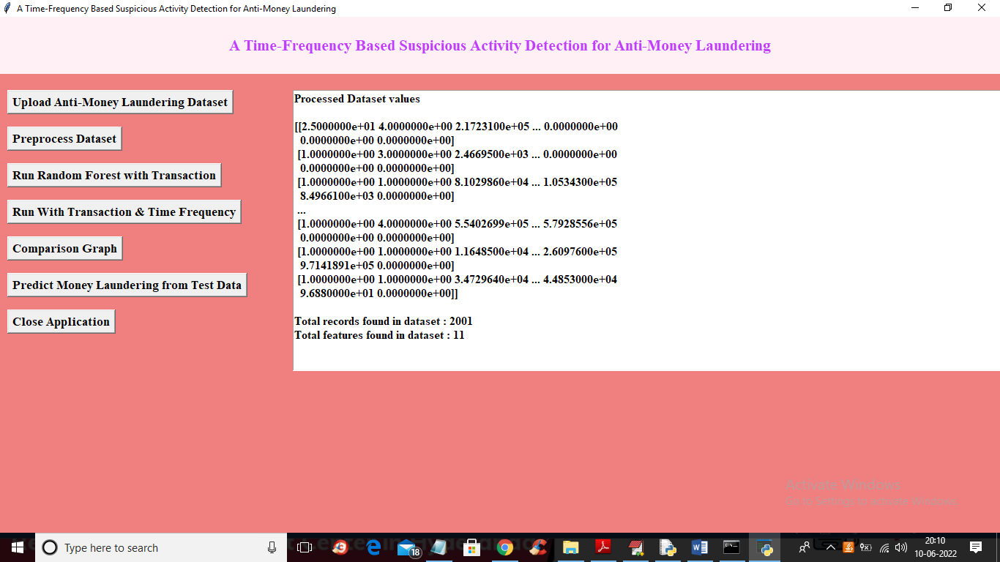 A Time-Frequency Based Suspicious Activity Detection for Anti-Money Laundering
A Time-Frequency Based Suspicious Activity Detection for Anti-Money Laundering
Upload Anti-Money Laundering Dataset
Preprocess Dataset
Run Random Forest with Transaction
Run With Transaction & Time Frequency
Comparison Graph
Predict Money Laundering from Test Data
Close Application
Processed Dataset values
[[2.5000000e+01 4.0000000e+00 2.1723100e+05 ... 0.0000000e+00
0.0000000e+00 0.0000000e+00]
[1.0000000e+00 3.0000000e+00 2.4669500e+03 ... 0.0000000e+00
0.0000000e+00 0.0000000e+00]
[1.0000000e+00 1.0000000e+00 8.1029860e+04 ... 1.0534300e+05
8.4966100e+03 0.0000000e+00]
...
[1.0000000e+00 4.0000000e+00 5.5402699e+05 ... 5.7928556e+05
0.0000000e+00 0.0000000e+00]
[1.0000000e+00 1.0000000e+00 1.1648500e+04 ... 2.6097600e+05
9.7141891e+05 0.0000000e+00]
[1.0000000e+00 1.0000000e+00 3.4729640e+04 ... 4.4853000e+04
9.6880000e+01 0.0000000e+00]]
Total records found in dataset : 2001
Total features found in dataset : 11
Activate Windows
Go to Settings to activate Windows.
Type here to search
18
20:10
10-06-2022